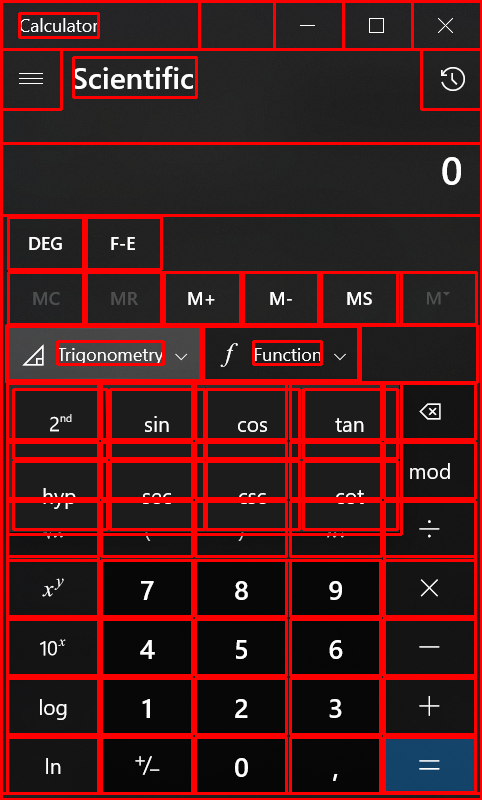 Calculator
Scientific
0
DEG F-E
MC MR M+ M- MS M
Trigonometry f Function
2nd sin cos tan
hyp sec csc cot mod
÷
xy 7 8 9 ×
10x 4 5 6 −
log 1 2 3 +
ln +/− 0 , =